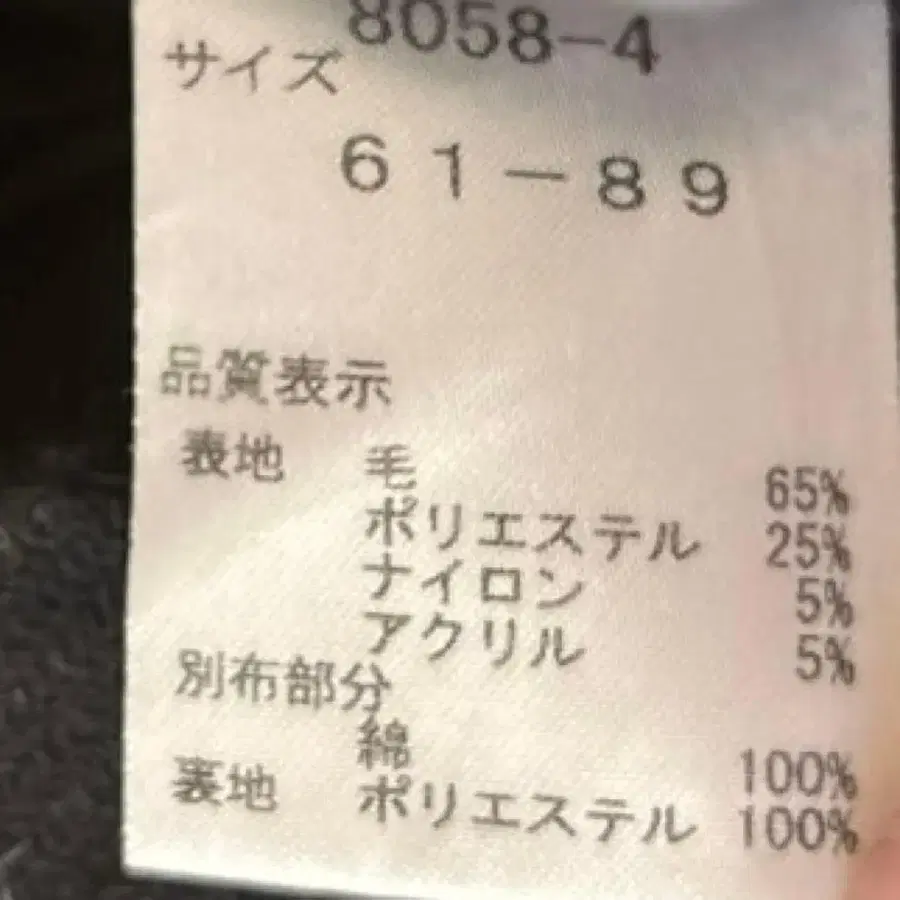 8058-4
サイズ
61-89
品質表示
表地 毛 65%
ポリエステル 25%
ナイロン 5%
アクリル 5%
別布部分
綿 100%
裏地 ポリエステル 100%